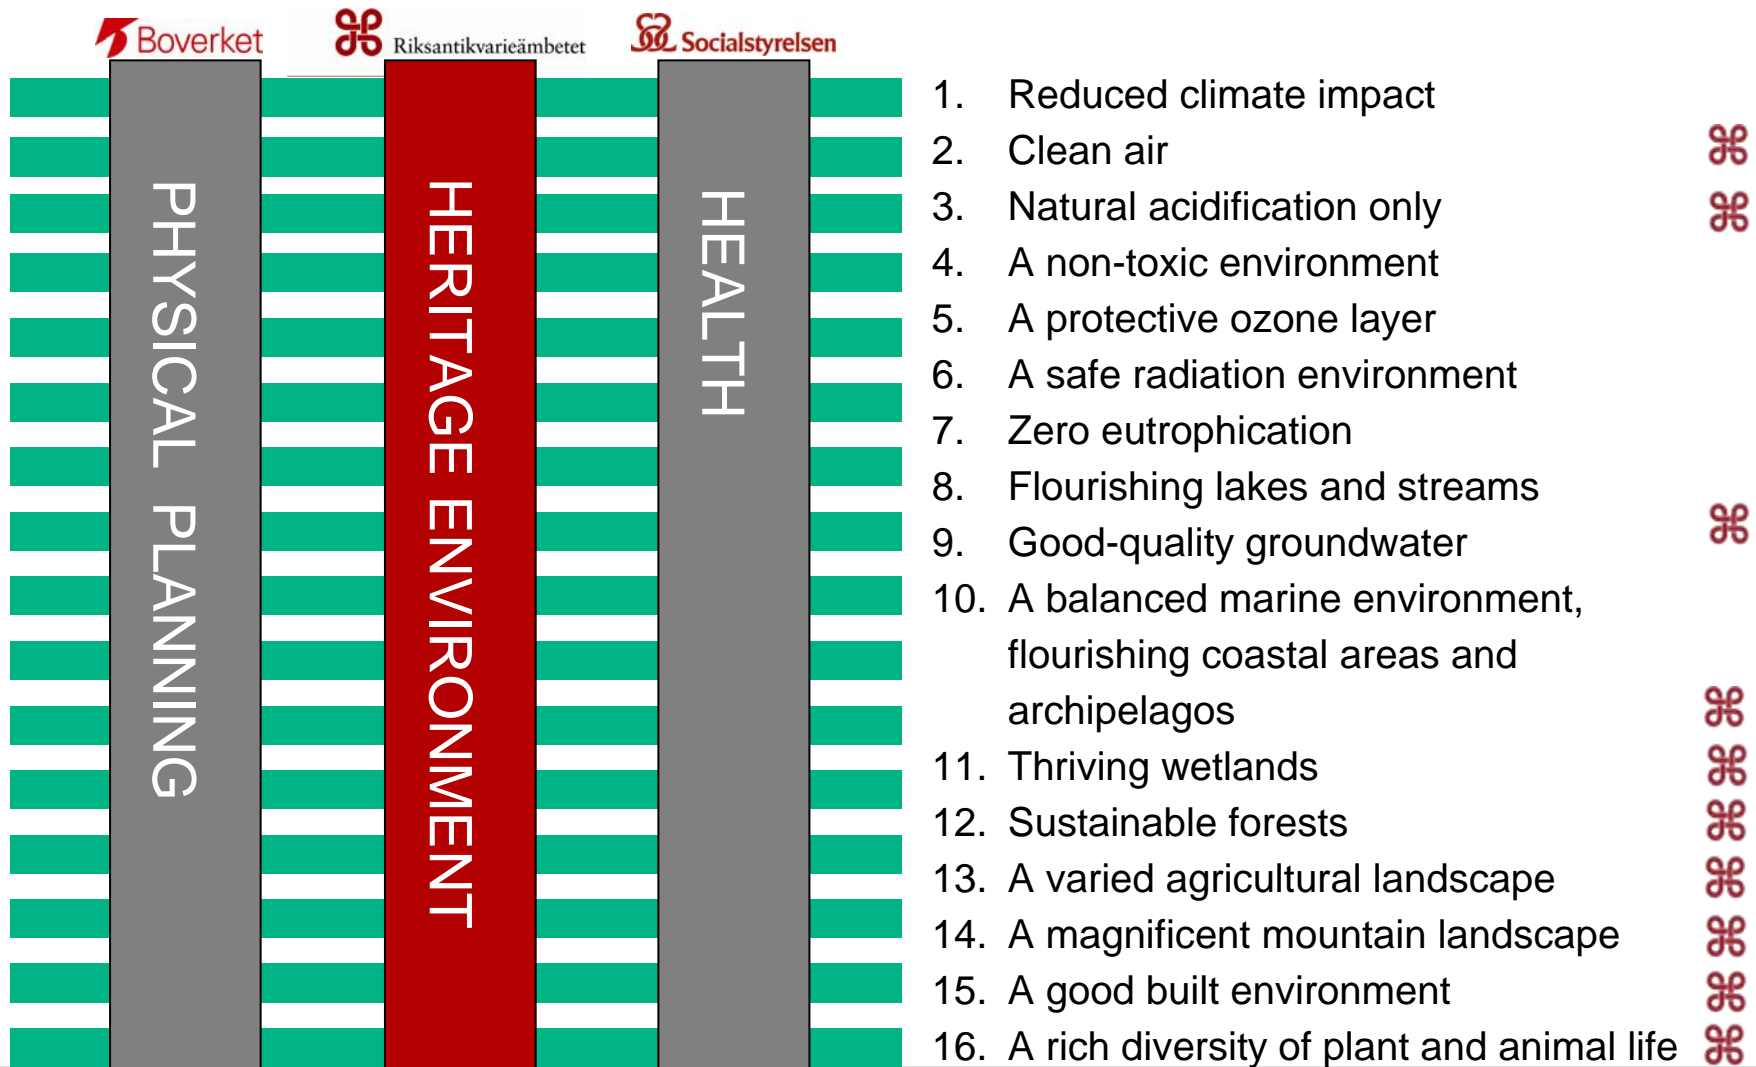 Boverket
Riksantikvarieämbetet
Socialstyrelsen
PHYSICAL PLANNING
HERITAGE ENVIRONMENT
HEALTH
1. Reduced climate impact
2. Clean air
3. Natural acidification only
4. A non-toxic environment
5. A protective ozone layer
6. A safe radiation environment
7. Zero eutrophication
8. Flourishing lakes and streams
9. Good-quality groundwater
10. A balanced marine environment,
flourishing coastal areas and
archipelagos
11. Thriving wetlands
12. Sustainable forests
13. A varied agricultural landscape
14. A magnificent mountain landscape
15. A good built environment
16. A rich diversity of plant and animal life